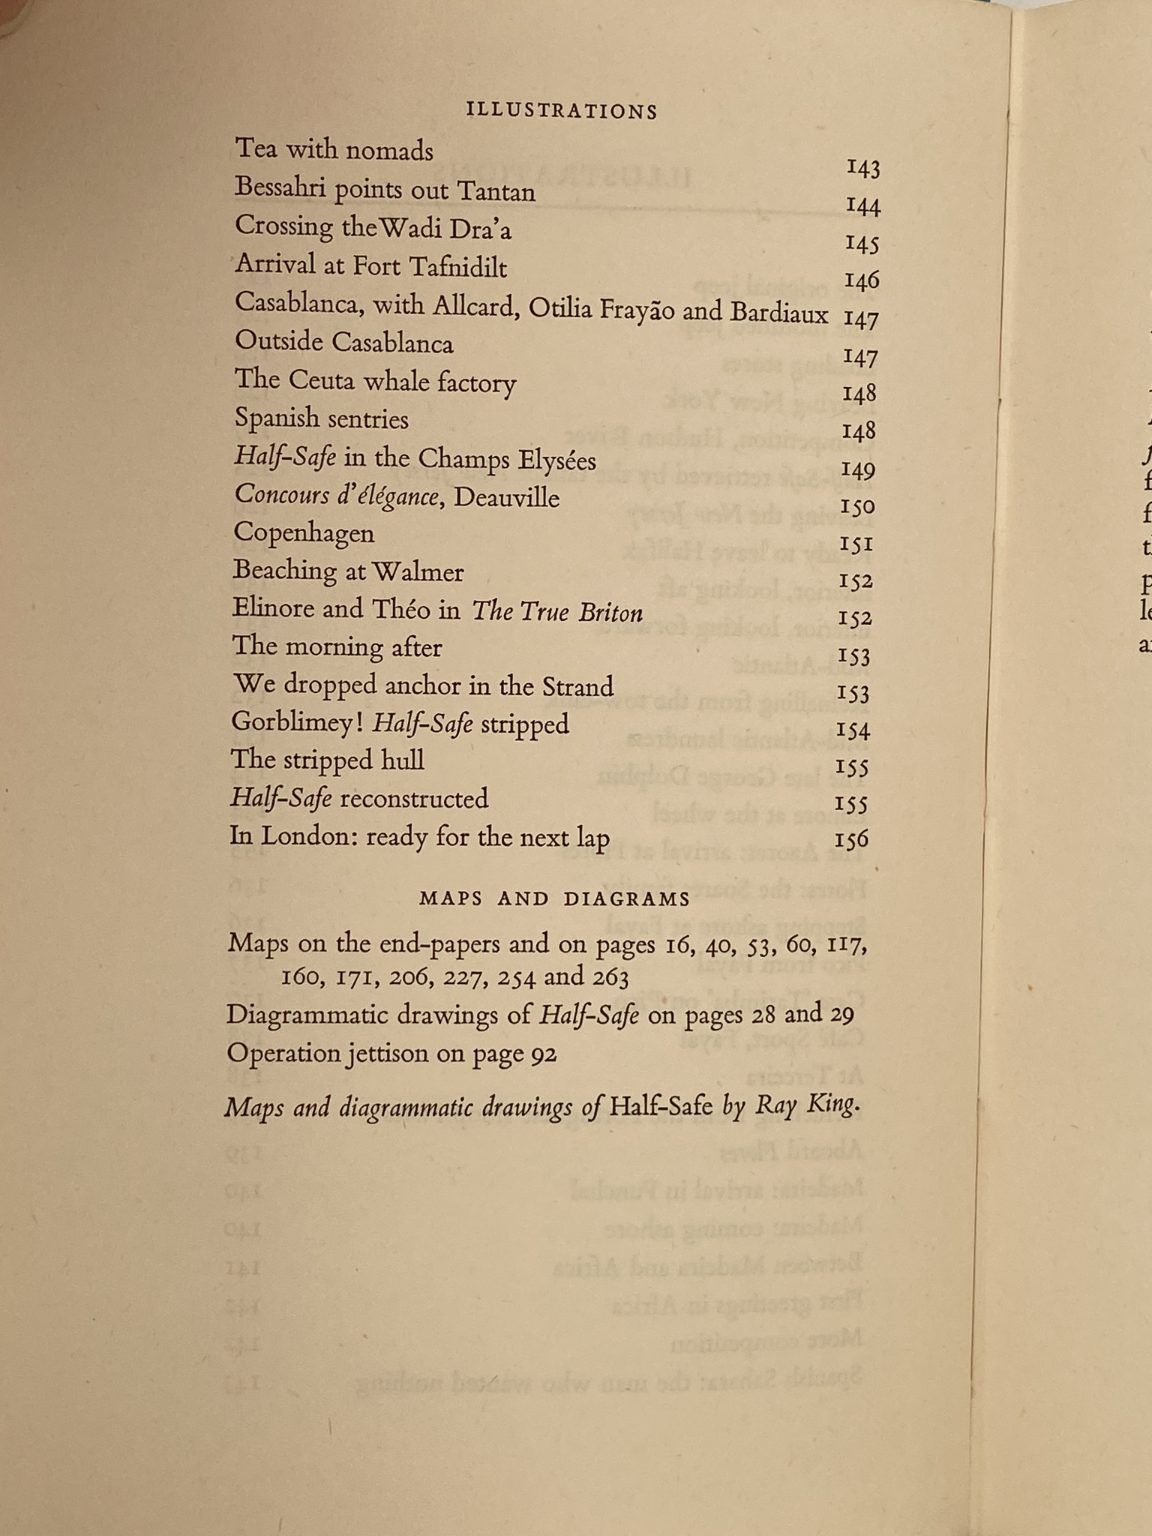 ILLUSTRATIONS
Tea with nomads 143
Bessahri points out Tantan 144
Crossing the Wadi Dra'a 145
Arrival at Fort Tafnidilt 146
Casablanca, with Allcard, Otilia Frayão and Bardiaux 147
Outside Casablanca 147
The Ceuta whale factory 148
Spanish sentries 148
Half-Safe in the Champs Elysées 149
Concours d'élégance, Deauville 150
Copenhagen 151
Beaching at Walmer 152
Elinore and Théo in The True Briton 152
The morning after 153
We dropped anchor in the Strand 153
Gorblimey! Half-Safe stripped 154
The stripped hull 155
Half-Safe reconstructed 155
In London: ready for the next lap 156
MAPS AND DIAGRAMS
Maps on the end-papers and on pages 16, 40, 53, 60, 117,
160, 171, 206, 227, 254 and 263
Diagrammatic drawings of Half-Safe on pages 28 and 29
Operation jettison on page 92
Maps and diagrammatic drawings of Half-Safe by Ray King.